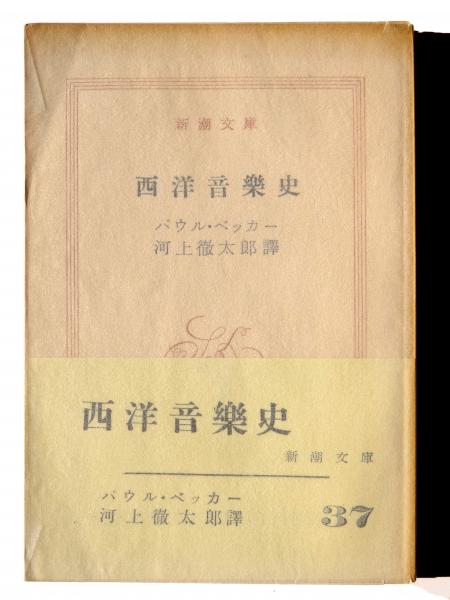 新潮文庫
西洋音樂史
パウル・ベッカー
河上徹太郎譯
西洋音樂史
新潮文庫
パウル・ベッカー
河上徹太郎譯
37